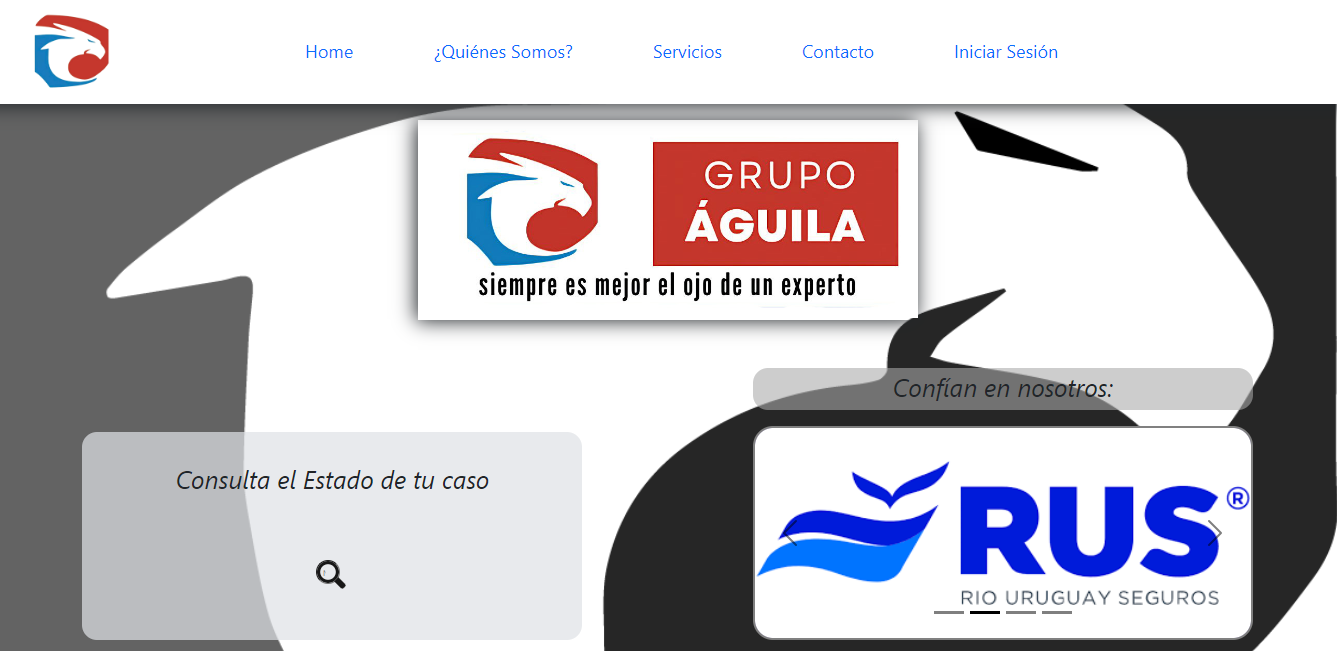 Home
¿Quiénes Somos?
Servicios
Contacto
Iniciar Sesión
GRUPO
ÁGUILA
siempre es mejor el ojo de un experto
Confían en nosotros:
Consulta el Estado de tu caso
RUS®
RIO URUGUAY SEGUROS